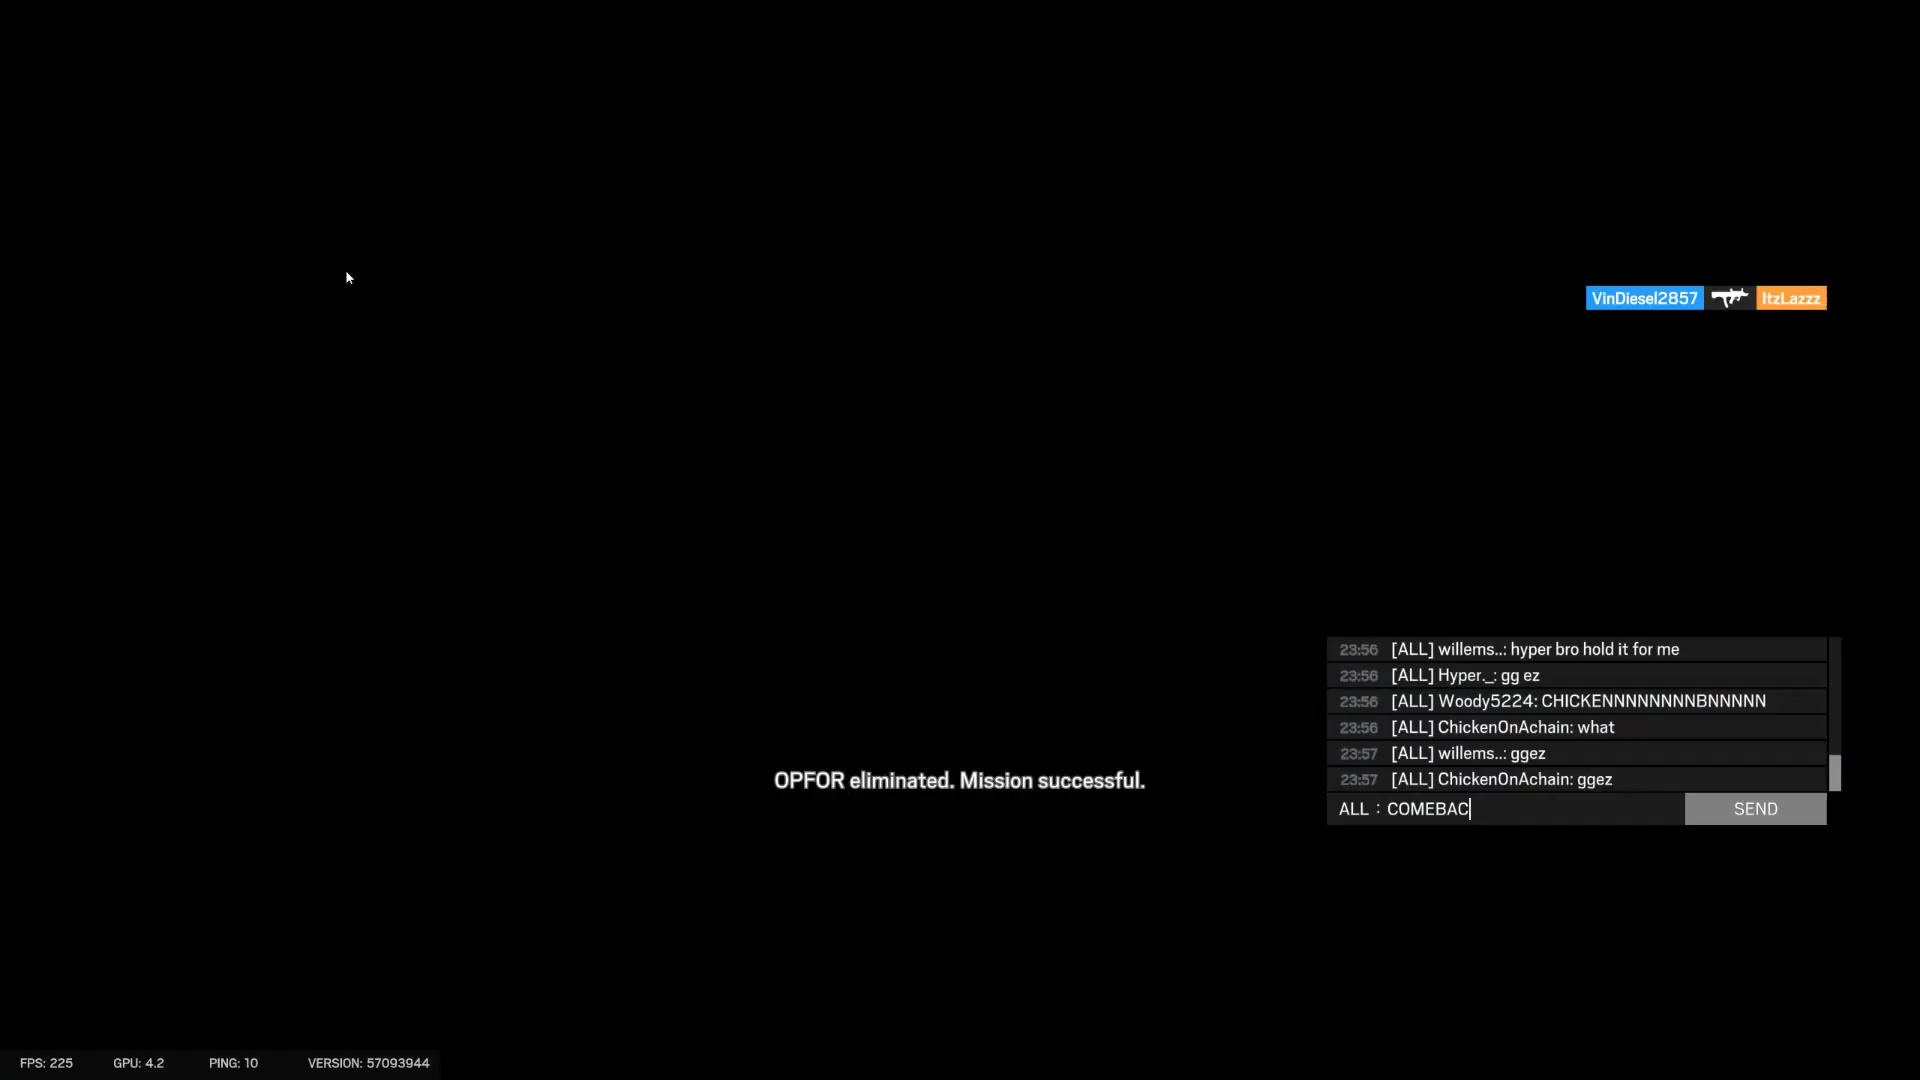 VinDiesel2857 ItzLazzz
23:56 [ALL] willems..: hyper bro hold it for me
23:56 [ALL] Hyper._: gg ez
23:56 [ALL] Woody5224: CHICKENNNNNNNNBNNNNN
23:56 [ALL] ChickenOnAchain: what
23:57 [ALL] willems..: ggez
23:57 [ALL] ChickenOnAchain: ggez
OPFOR eliminated. Mission successful.
ALL : COMEBAC SEND
FPS: 225 GPU: 4.2 PING: 10 VERSION: 57093944